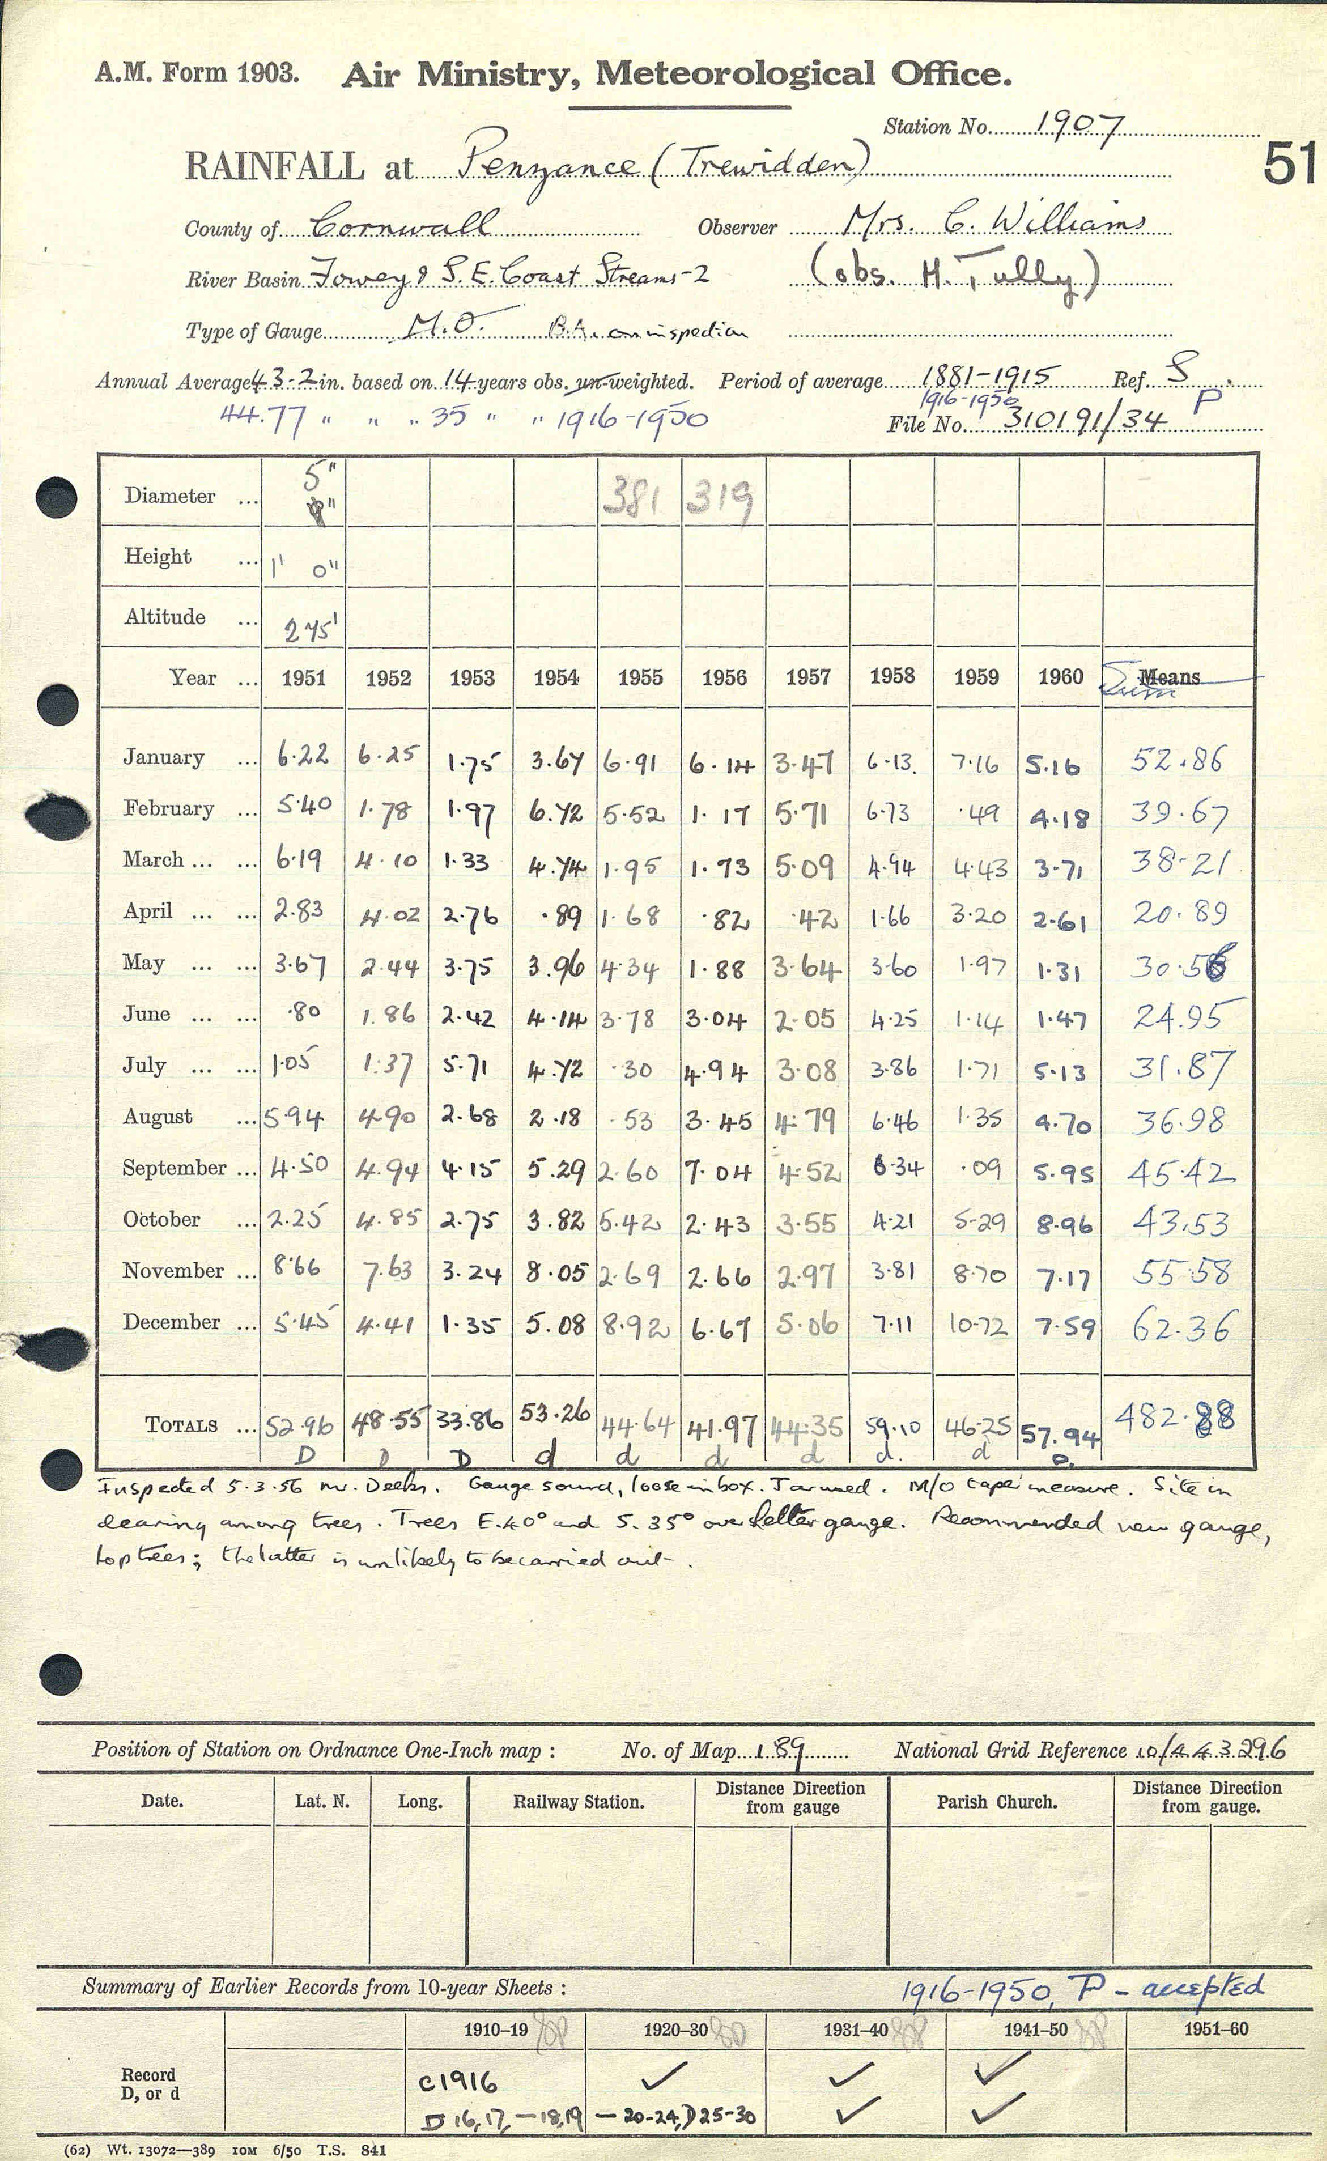 A.M. Form 1903. Air Ministry, Meteorological Office.
Station No. 1907
51
RAINFALL at Penzance (Trewidden)
County of Cornwall Observer Mrs. C. Williams
River Basin Fowey & S.E. Coast Streams-2 (obs. H. Tully)
Type of Gauge M.O. B.A. on inspection
Annual Average 43-2 in. based on 14 years obs. un-weighted. Period of average 1881-1915 Ref. S
44.77 " " " 35 " " 1916-1950 1916-1950 P
File No. 310191/34
Diameter ... 5" 8" 381 319
Height ... 1' 0"
Altitude ... 275'
Year ... 1951 1952 1953 1954 1955 1956 1957 1958 1959 1960 Means Sum
January ... 6.22 6.25 1.75 3.67 6.91 6.14 3.47 6.13 7.16 5.16 52.86
February ... 5.40 1.78 1.97 6.72 5.52 1.17 5.71 6.73 .49 4.18 39.67
March ... ... 6.19 4.10 1.33 4.74 1.95 1.73 5.09 4.94 4.43 3.71 38.21
April ... ... 2.83 4.02 2.76 .89 1.68 .82 .42 1.66 3.20 2.61 20.89
May ... ... 3.67 2.44 3.75 3.96 4.34 1.88 3.64 3.60 1.97 1.31 30.56
June ... ... .80 1.86 2.42 4.14 3.78 3.04 2.05 4.25 1.14 1.47 24.95
July ... ... 1.05 1.37 5.71 4.72 .30 4.94 3.08 3.86 1.71 5.13 31.87
August ... 5.94 4.90 2.68 2.18 .53 3.45 4.79 6.46 1.35 4.70 36.98
September ... 4.50 4.94 4.15 5.29 2.60 7.04 4.52 6.34 .09 5.95 45.42
October ... 2.25 4.85 2.75 3.82 5.42 2.43 3.55 4.21 5.29 8.96 43.53
November ... 8.66 7.63 3.24 8.05 2.69 2.66 2.97 3.81 8.70 7.17 55.58
December ... 5.45 4.41 1.35 5.08 8.92 6.67 5.06 7.11 10.72 7.59 62.36
TOTALS ... 52.96 48.55 33.86 53.26 44.64 41.97 44.35 59.10 46.25 57.94 482.88
D D D d d d d d. d D.
Inspected 5.3.56 Mr. Deeks. Gauge sound, loose in box. Jar used. M/O tape measure. Site in
clearing among trees. Trees E.40° and S. 35° over gauge. Recommended new gauge,
lop trees; the latter is unlikely to be carried out.
Position of Station on Ordnance One-Inch map : No. of Map 189 National Grid Reference 10/443296
Date. Lat. N. Long. Railway Station. Distance Direction from gauge Parish Church. Distance Direction from gauge.
Summary of Earlier Records from 10-year Sheets : 1916-1950, P - accepted
1910–19 1920–30 1931–40 1941–50 1951–60
Record c1916 ✓ ✓ ✓
D, or d D 16, 17, - 18, 19 - 20-24, D 25-30 ✓ ✓
(62) Wt. 13072—389 10M 6/50 T.S. 841